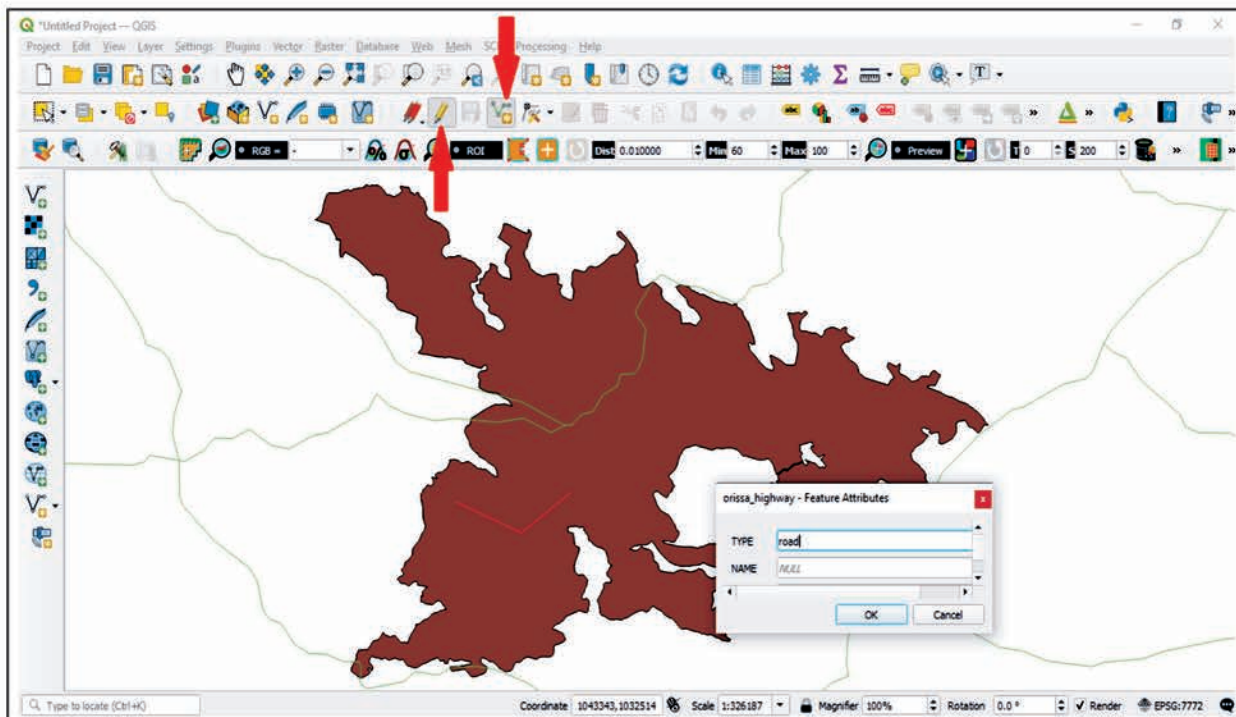 *Untitled Project — QGIS
Project Edit View Layer Settings Plugins Vector Raster Database Web Mesh SCP Processing Help
RGB = - ROI Dist 0.010000 Min 60 Max 100 Preview T 0 S 200
orissa_highway - Feature Attributes
TYPE road
NAME NULL
OK Cancel
Type to locate (Ctrl+K) Coordinate 1043343,1032514 Scale 1:326187 Magnifier 100% Rotation 0.0 ° Render EPSG:7772